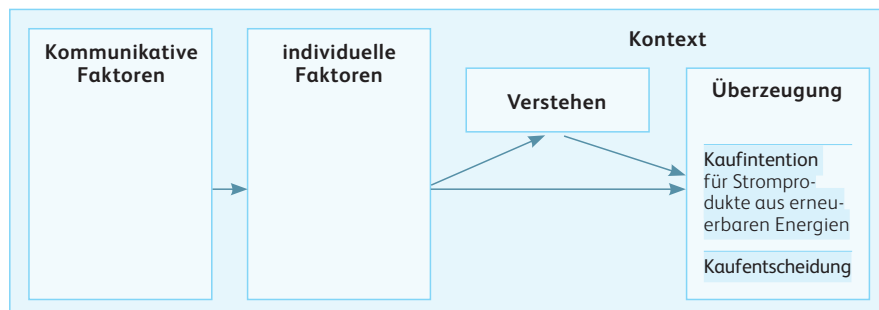 Kommunikative
Faktoren
individuelle
Faktoren
Kontext
Verstehen
Überzeugung
Kaufintention
für Strompro-
dukte aus erneu-
erbaren Energien
Kaufentscheidung